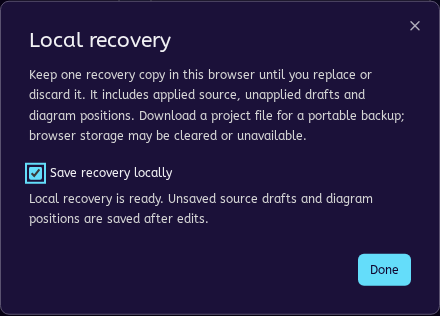 Local recovery
Keep one recovery copy in this browser until you replace or
discard it. It includes applied source, unapplied drafts and
diagram positions. Download a project file for a portable backup;
browser storage may be cleared or unavailable.
Save recovery locally
Local recovery is ready. Unsaved source drafts and diagram
positions are saved after edits.
Done